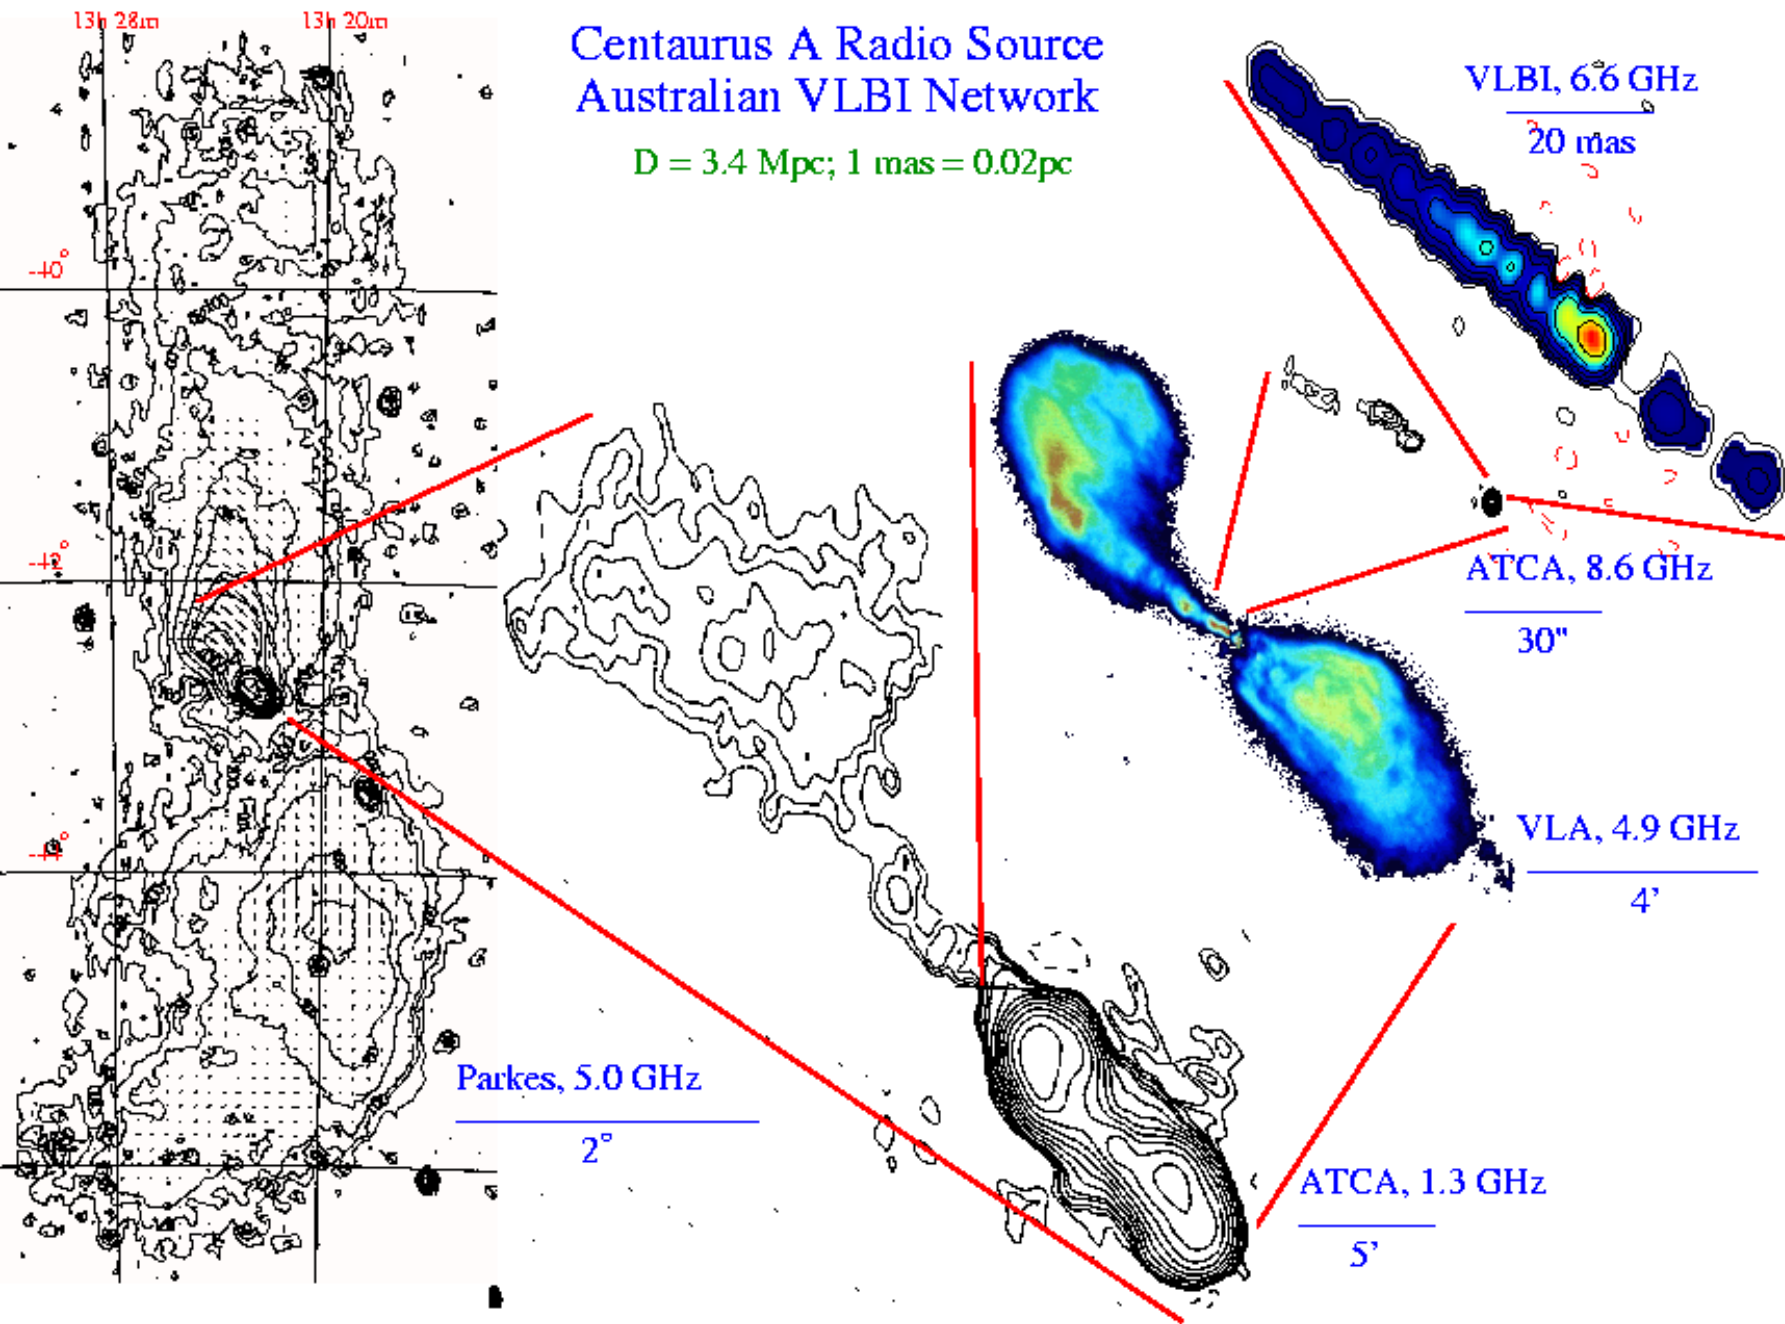 13h 28m
13h 20m
Centaurus A Radio Source
Australian VLBI Network
D = 3.4 Mpc; 1 mas = 0.02pc
VLBI, 6.6 GHz
20 mas
-40°
-42°
-44°
ATCA, 8.6 GHz
30"
VLA, 4.9 GHz
4'
Parkes, 5.0 GHz
2°
ATCA, 1.3 GHz
5'